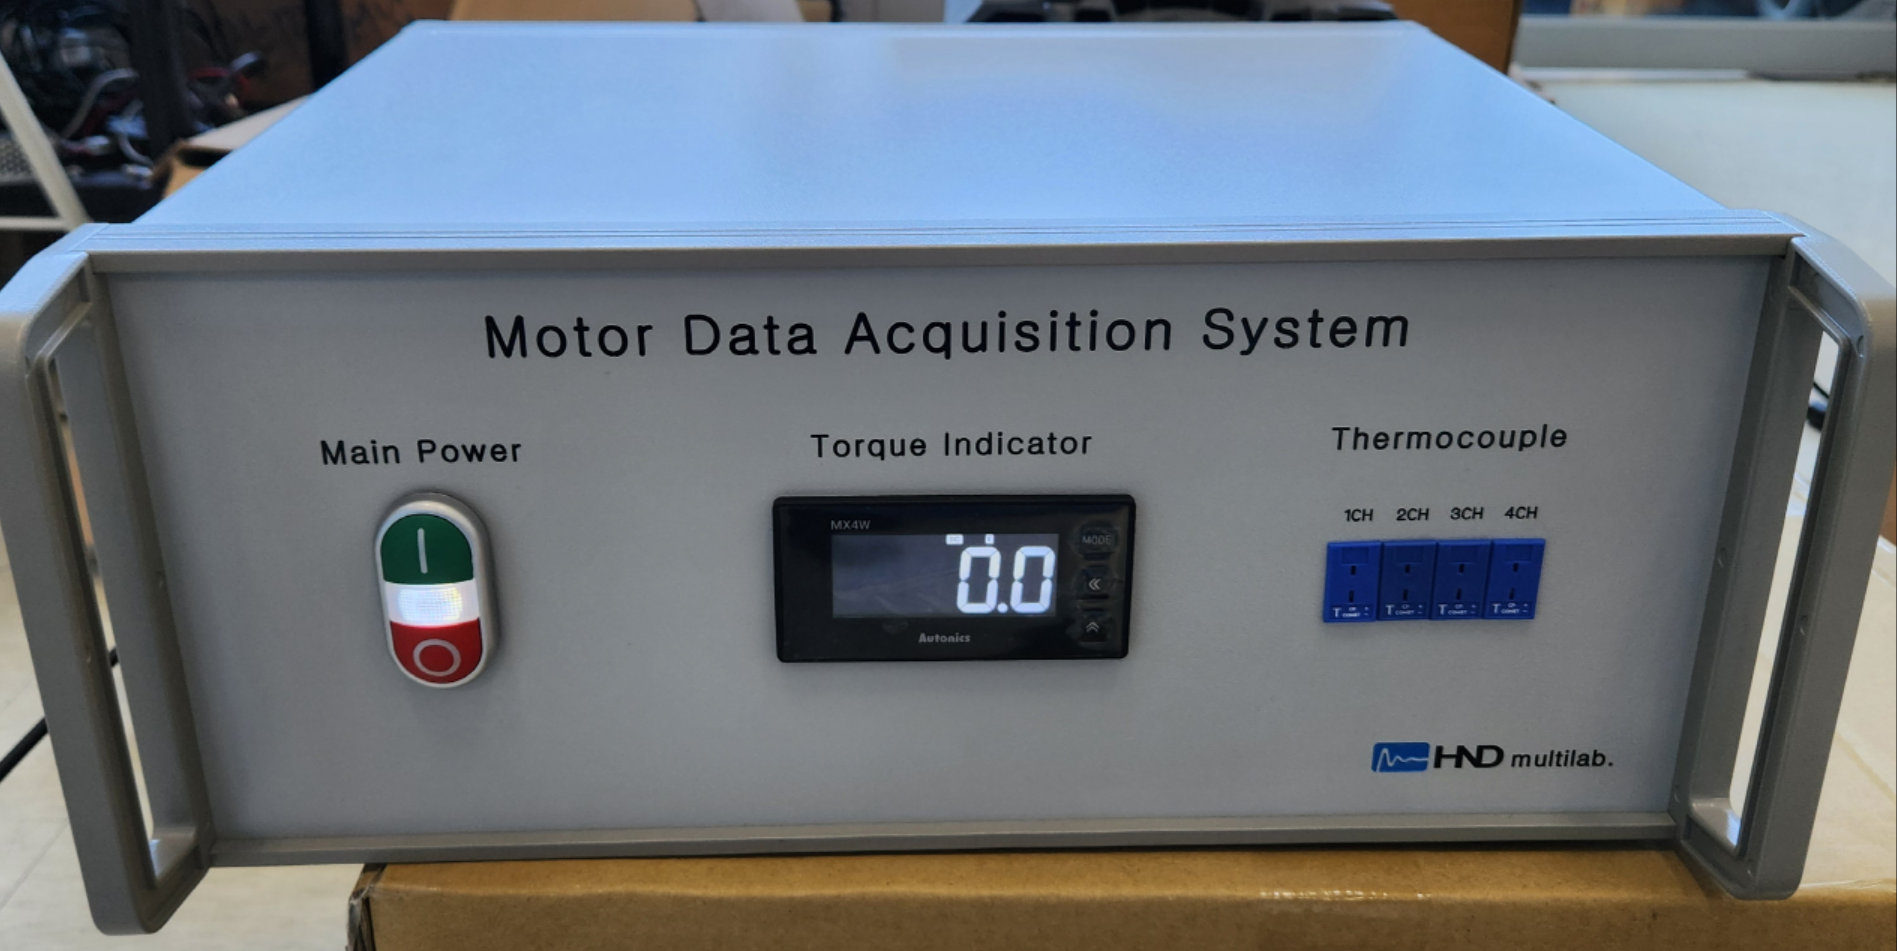 Motor Data Acquisition System
Main Power
Torque Indicator
Thermocouple
MX4W
MODE
0.0
Autonics
1CH 2CH 3CH 4CH
T T T T
HND multilab.